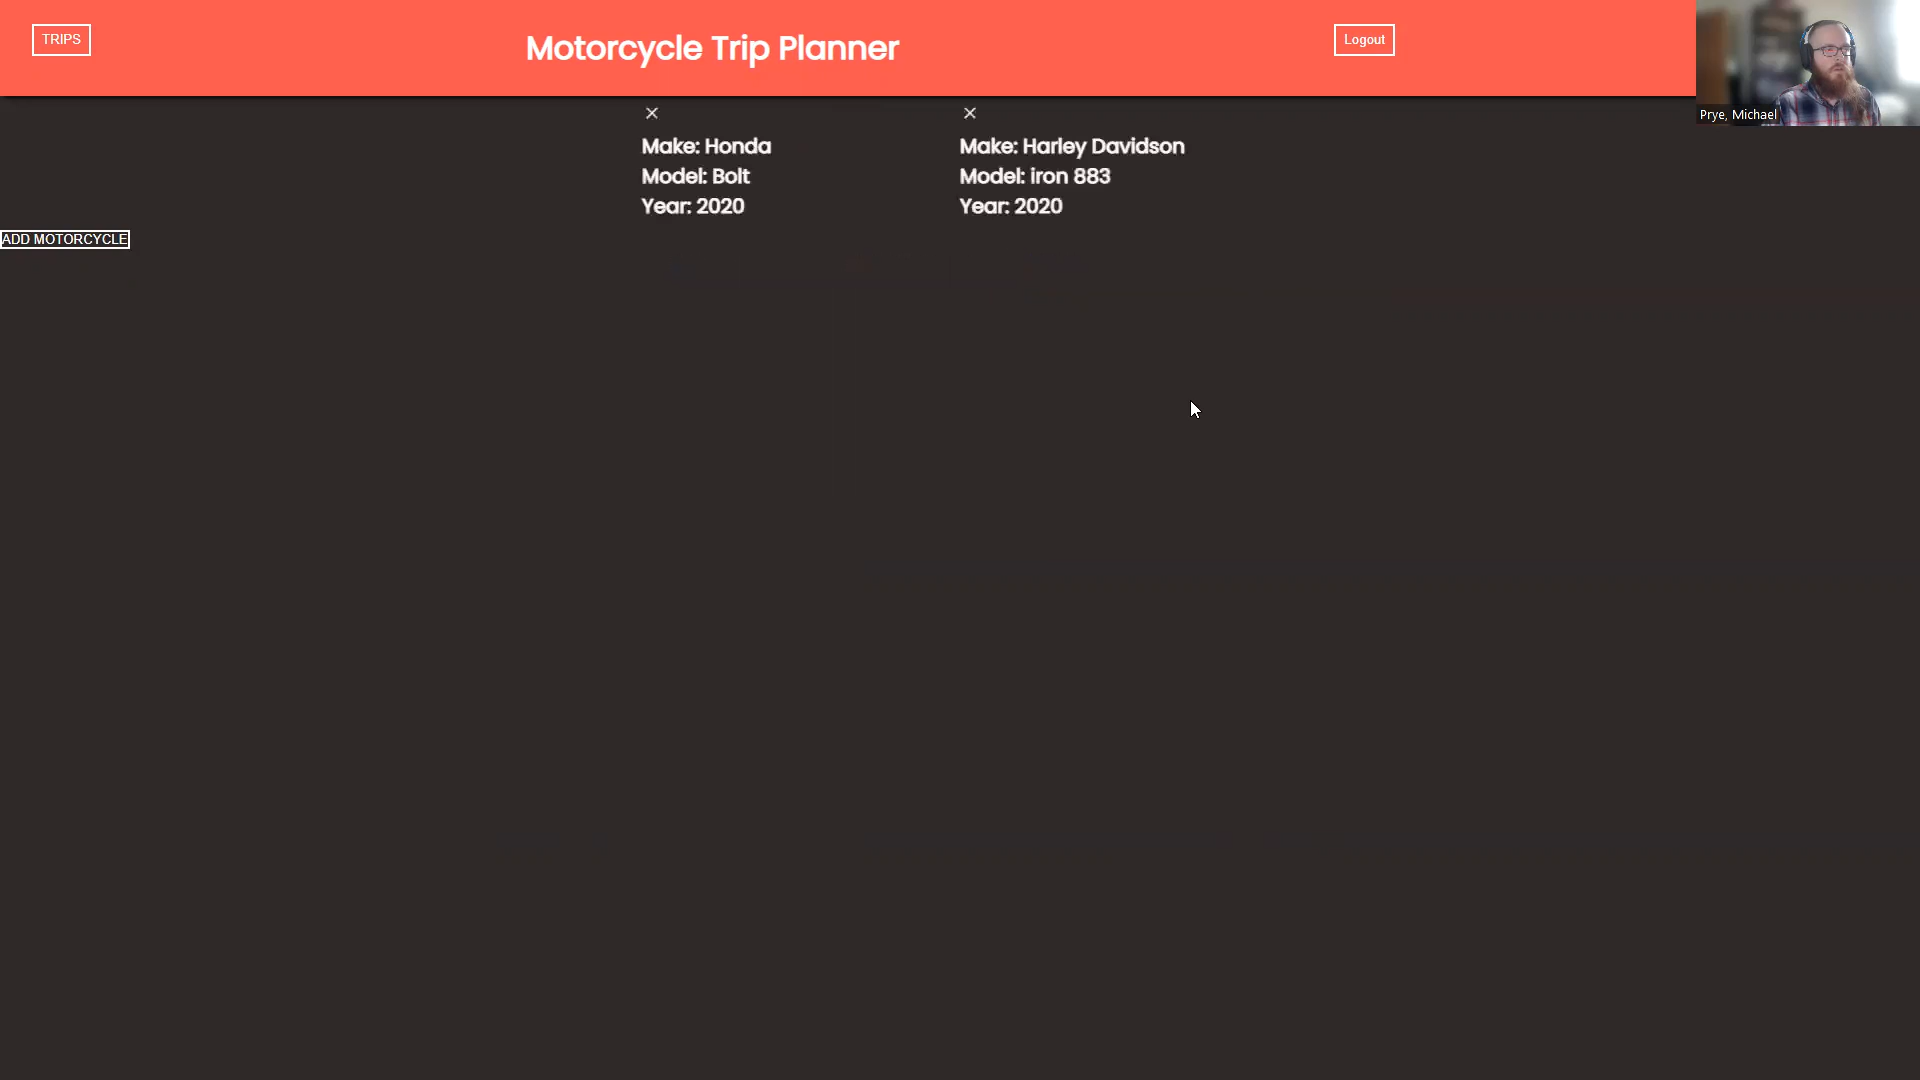 TRIPS
Motorcycle Trip Planner
Logout
Prye, Michael
Make: Honda
Model: Bolt
Year: 2020
Make: Harley Davidson
Model: iron 883
Year: 2020
ADD MOTORCYCLE